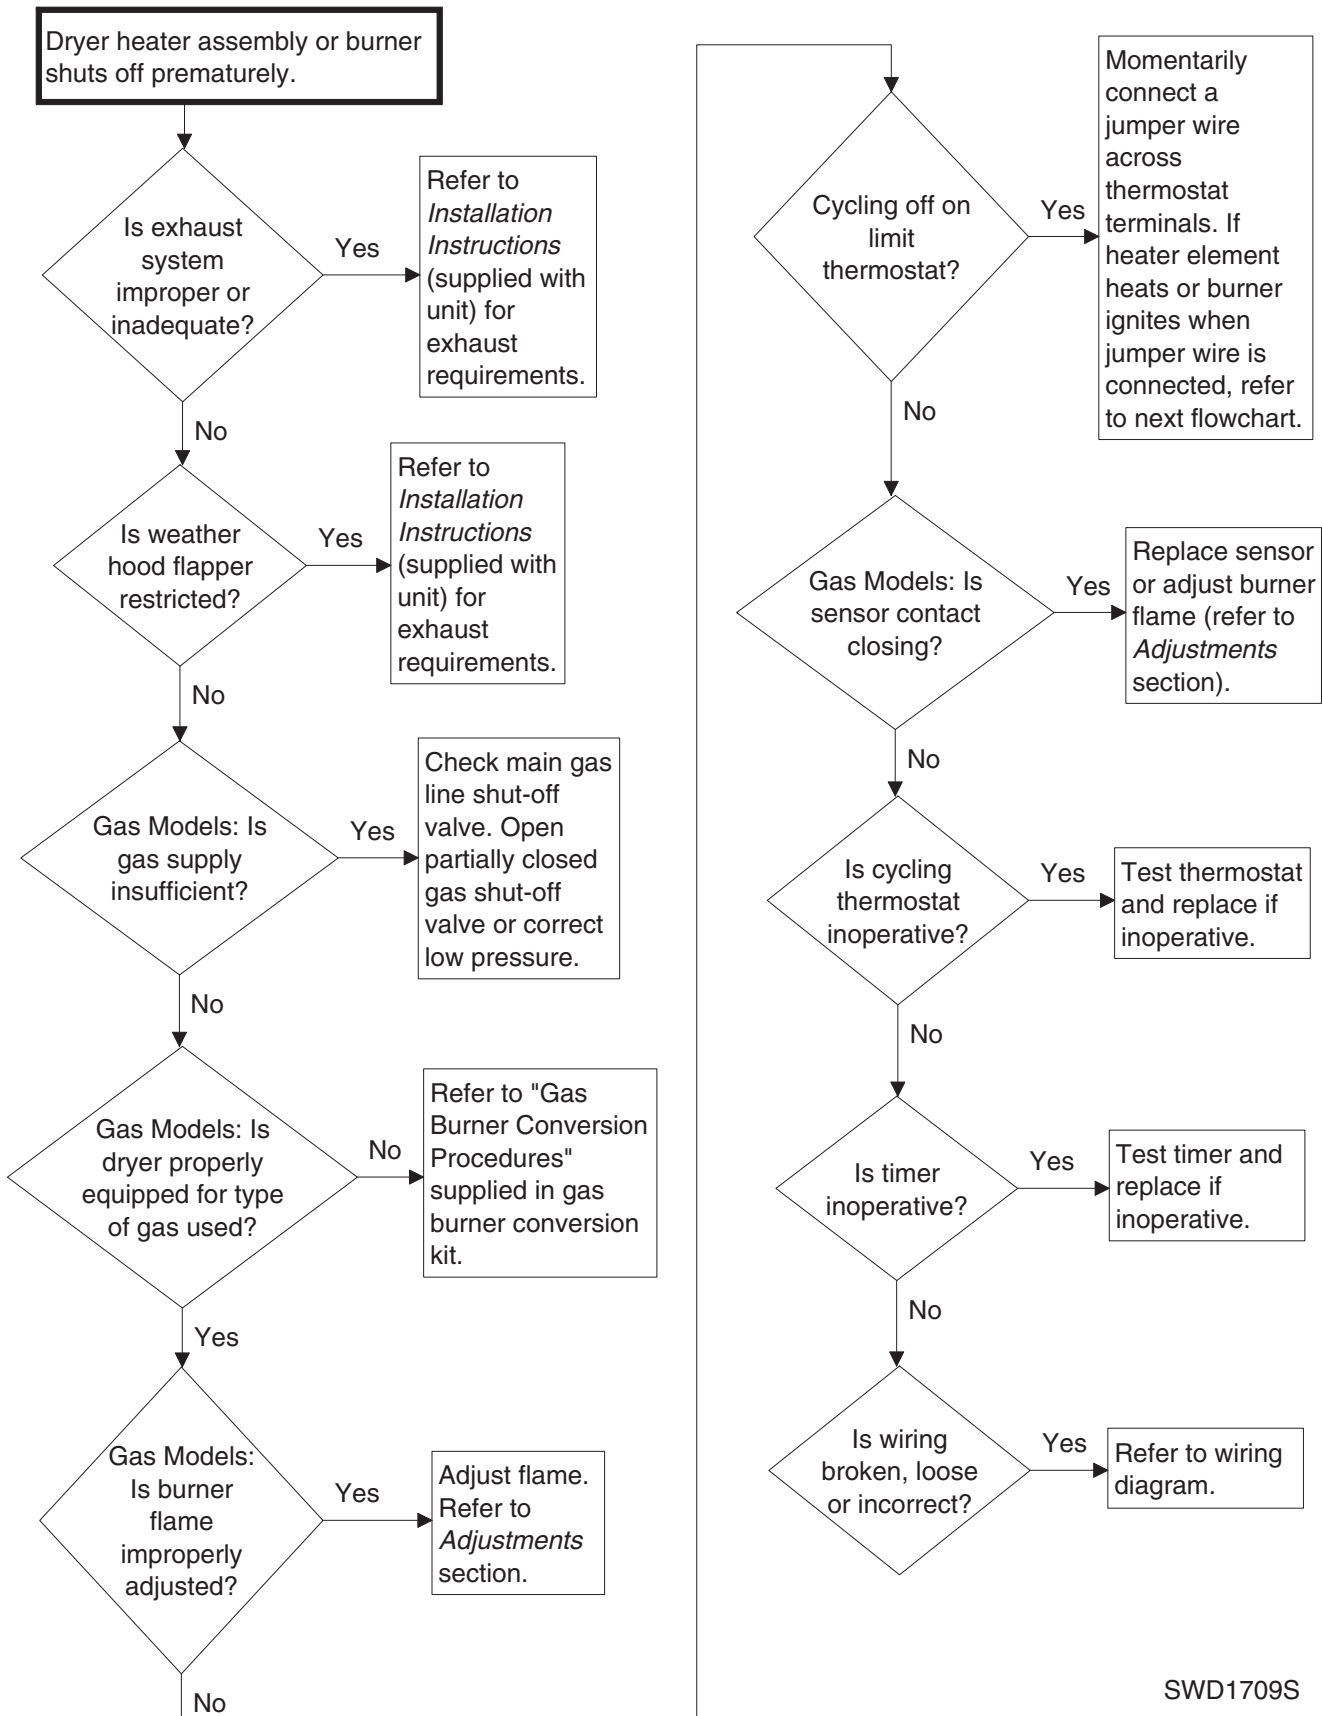 Dryer heater assembly or burner
shuts off prematurely.
Is exhaust
system
improper or
inadequate?
Yes
Refer to
Installation
Instructions
(supplied with
unit) for
exhaust
requirements.
No
Is weather
hood flapper
restricted?
Yes
Refer to
Installation
Instructions
(supplied with
unit) for
exhaust
requirements.
No
Gas Models: Is
gas supply
insufficient?
Yes
Check main gas
line shut-off
valve. Open
partially closed
gas shut-off
valve or correct
low pressure.
No
Gas Models: Is
dryer properly
equipped for type
of gas used?
No
Refer to "Gas
Burner Conversion
Procedures"
supplied in gas
burner conversion
kit.
Yes
Gas Models:
Is burner
flame
improperly
adjusted?
Yes
Adjust flame.
Refer to
Adjustments
section.
No
Cycling off on
limit
thermostat?
Yes
Momentarily
connect a
jumper wire
across
thermostat
terminals. If
heater element
heats or burner
ignites when
jumper wire is
connected, refer
to next flowchart.
No
Gas Models: Is
sensor contact
closing?
Yes
Replace sensor
or adjust burner
flame (refer to
Adjustments
section).
No
Is cycling
thermostat
inoperative?
Yes
Test thermostat
and replace if
inoperative.
No
Is timer
inoperative?
Yes
Test timer and
replace if
inoperative.
No
Is wiring
broken, loose
or incorrect?
Yes
Refer to wiring
diagram.
SWD1709S